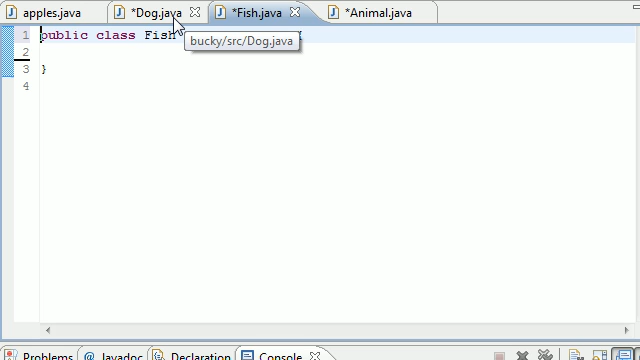 apples.java
*Dog.java
*Fish.java
*Animal.java
1 public class Fish {
bucky/src/Dog.java
2
3 }
4
Problems
@ Javadoc
Declaration
Console